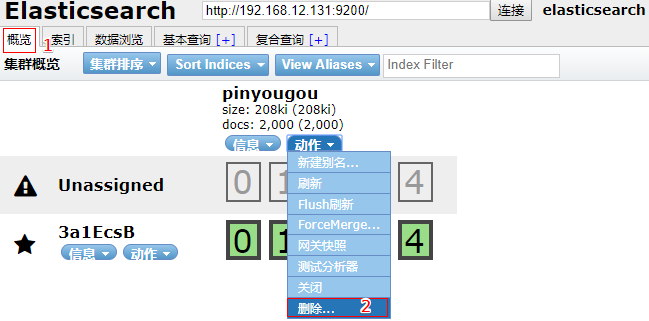 Elasticsearch http://192.168.12.131:9200/ 连接 elasticsearch
概览 1 索引 数据浏览 基本查询 [+] 复合查询 [+]
集群概览 集群排序 Sort Indices View Aliases Index Filter
pinyougou
size: 208ki (208ki)
docs: 2,000 (2,000)
信息 动作
新建别名...
刷新
Flush刷新
ForceMerge...
网关快照
测试分析器
关闭
删除... 2
Unassigned 0 1 4
3a1EcsB 0 1 4
信息 动作